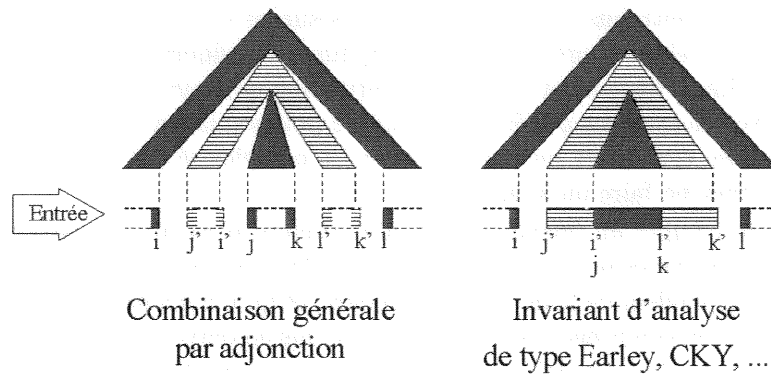 Entrée
i j' i' j k l' k' l
i j' i' l' k' l
j k
Combinaison générale
par adjonction
Invariant d'analyse
de type Earley, CKY, ...